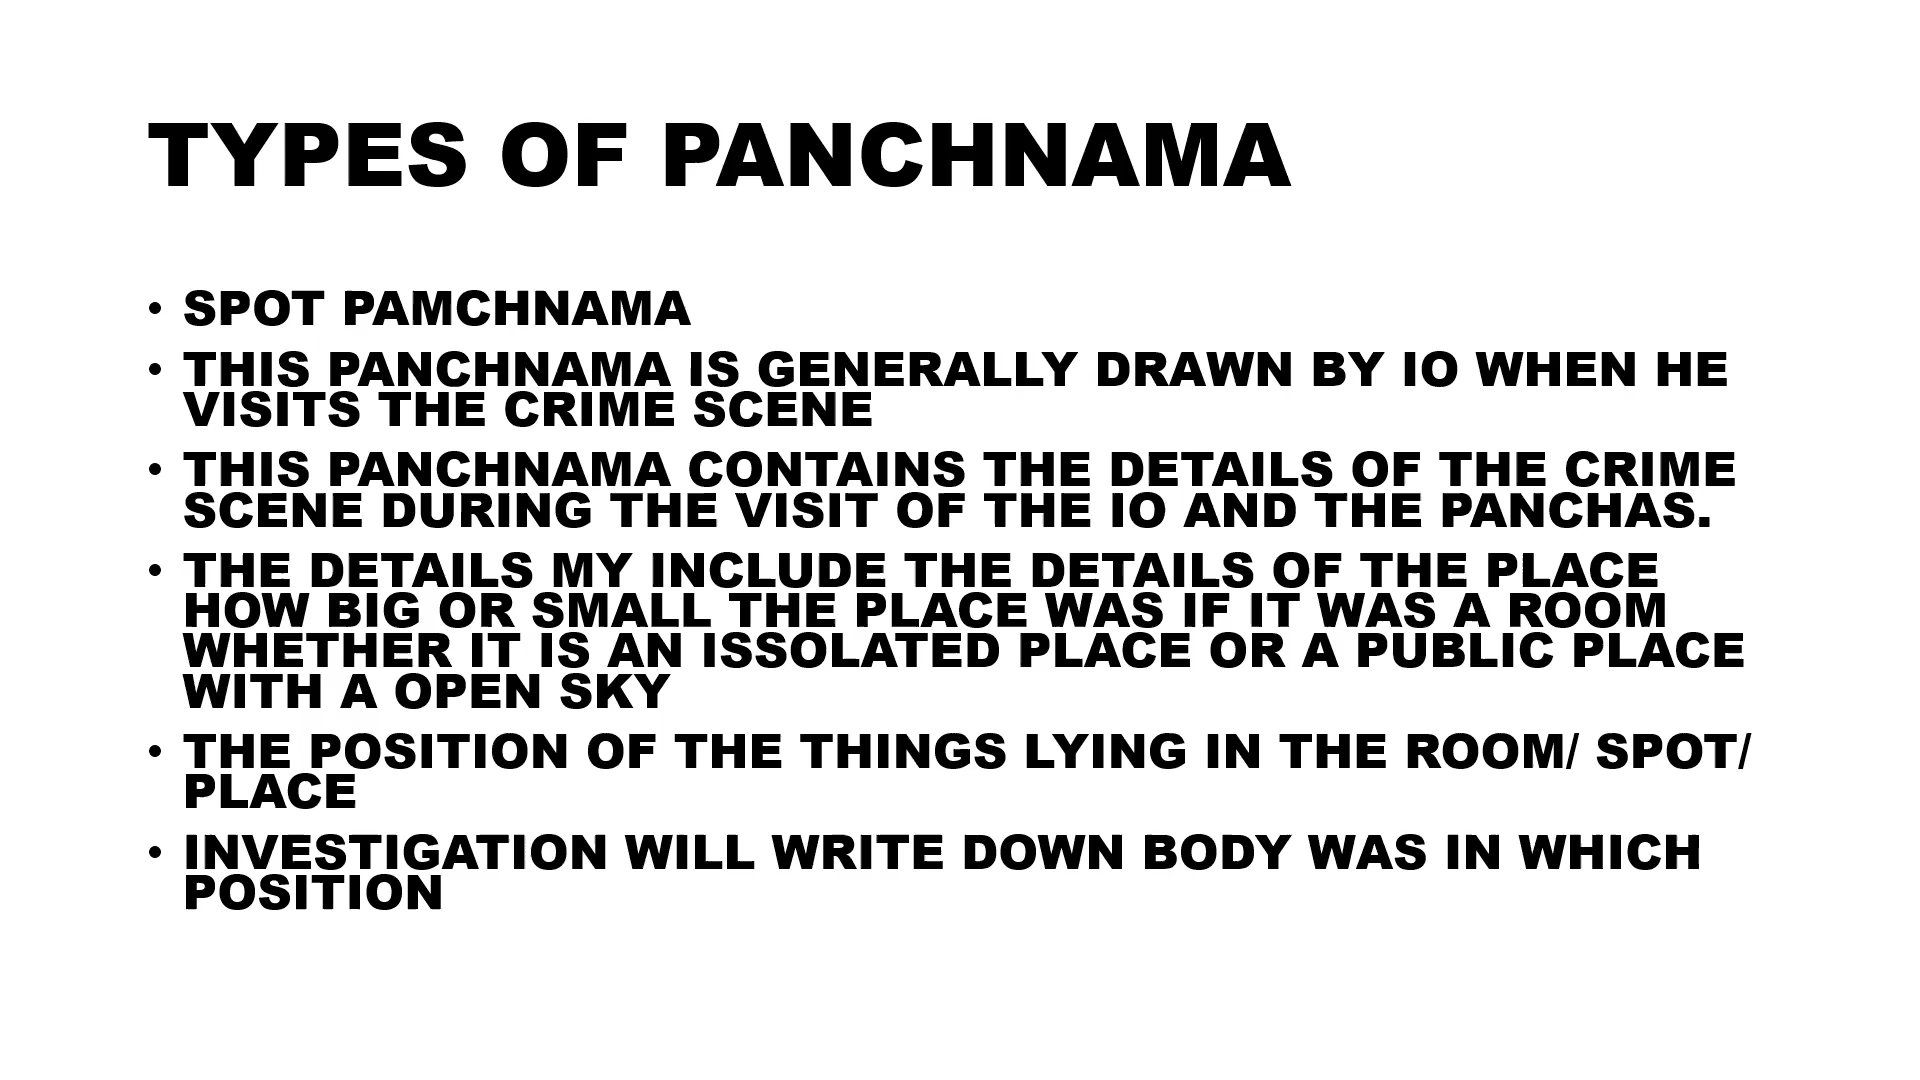 TYPES OF PANCHNAMA
• SPOT PAMCHNAMA
• THIS PANCHNAMA IS GENERALLY DRAWN BY IO WHEN HE
VISITS THE CRIME SCENE
• THIS PANCHNAMA CONTAINS THE DETAILS OF THE CRIME
SCENE DURING THE VISIT OF THE IO AND THE PANCHAS.
• THE DETAILS MY INCLUDE THE DETAILS OF THE PLACE
HOW BIG OR SMALL THE PLACE WAS IF IT WAS A ROOM
WHETHER IT IS AN ISSOLATED PLACE OR A PUBLIC PLACE
WITH A OPEN SKY
• THE POSITION OF THE THINGS LYING IN THE ROOM/ SPOT/
PLACE
• INVESTIGATION WILL WRITE DOWN BODY WAS IN WHICH
POSITION